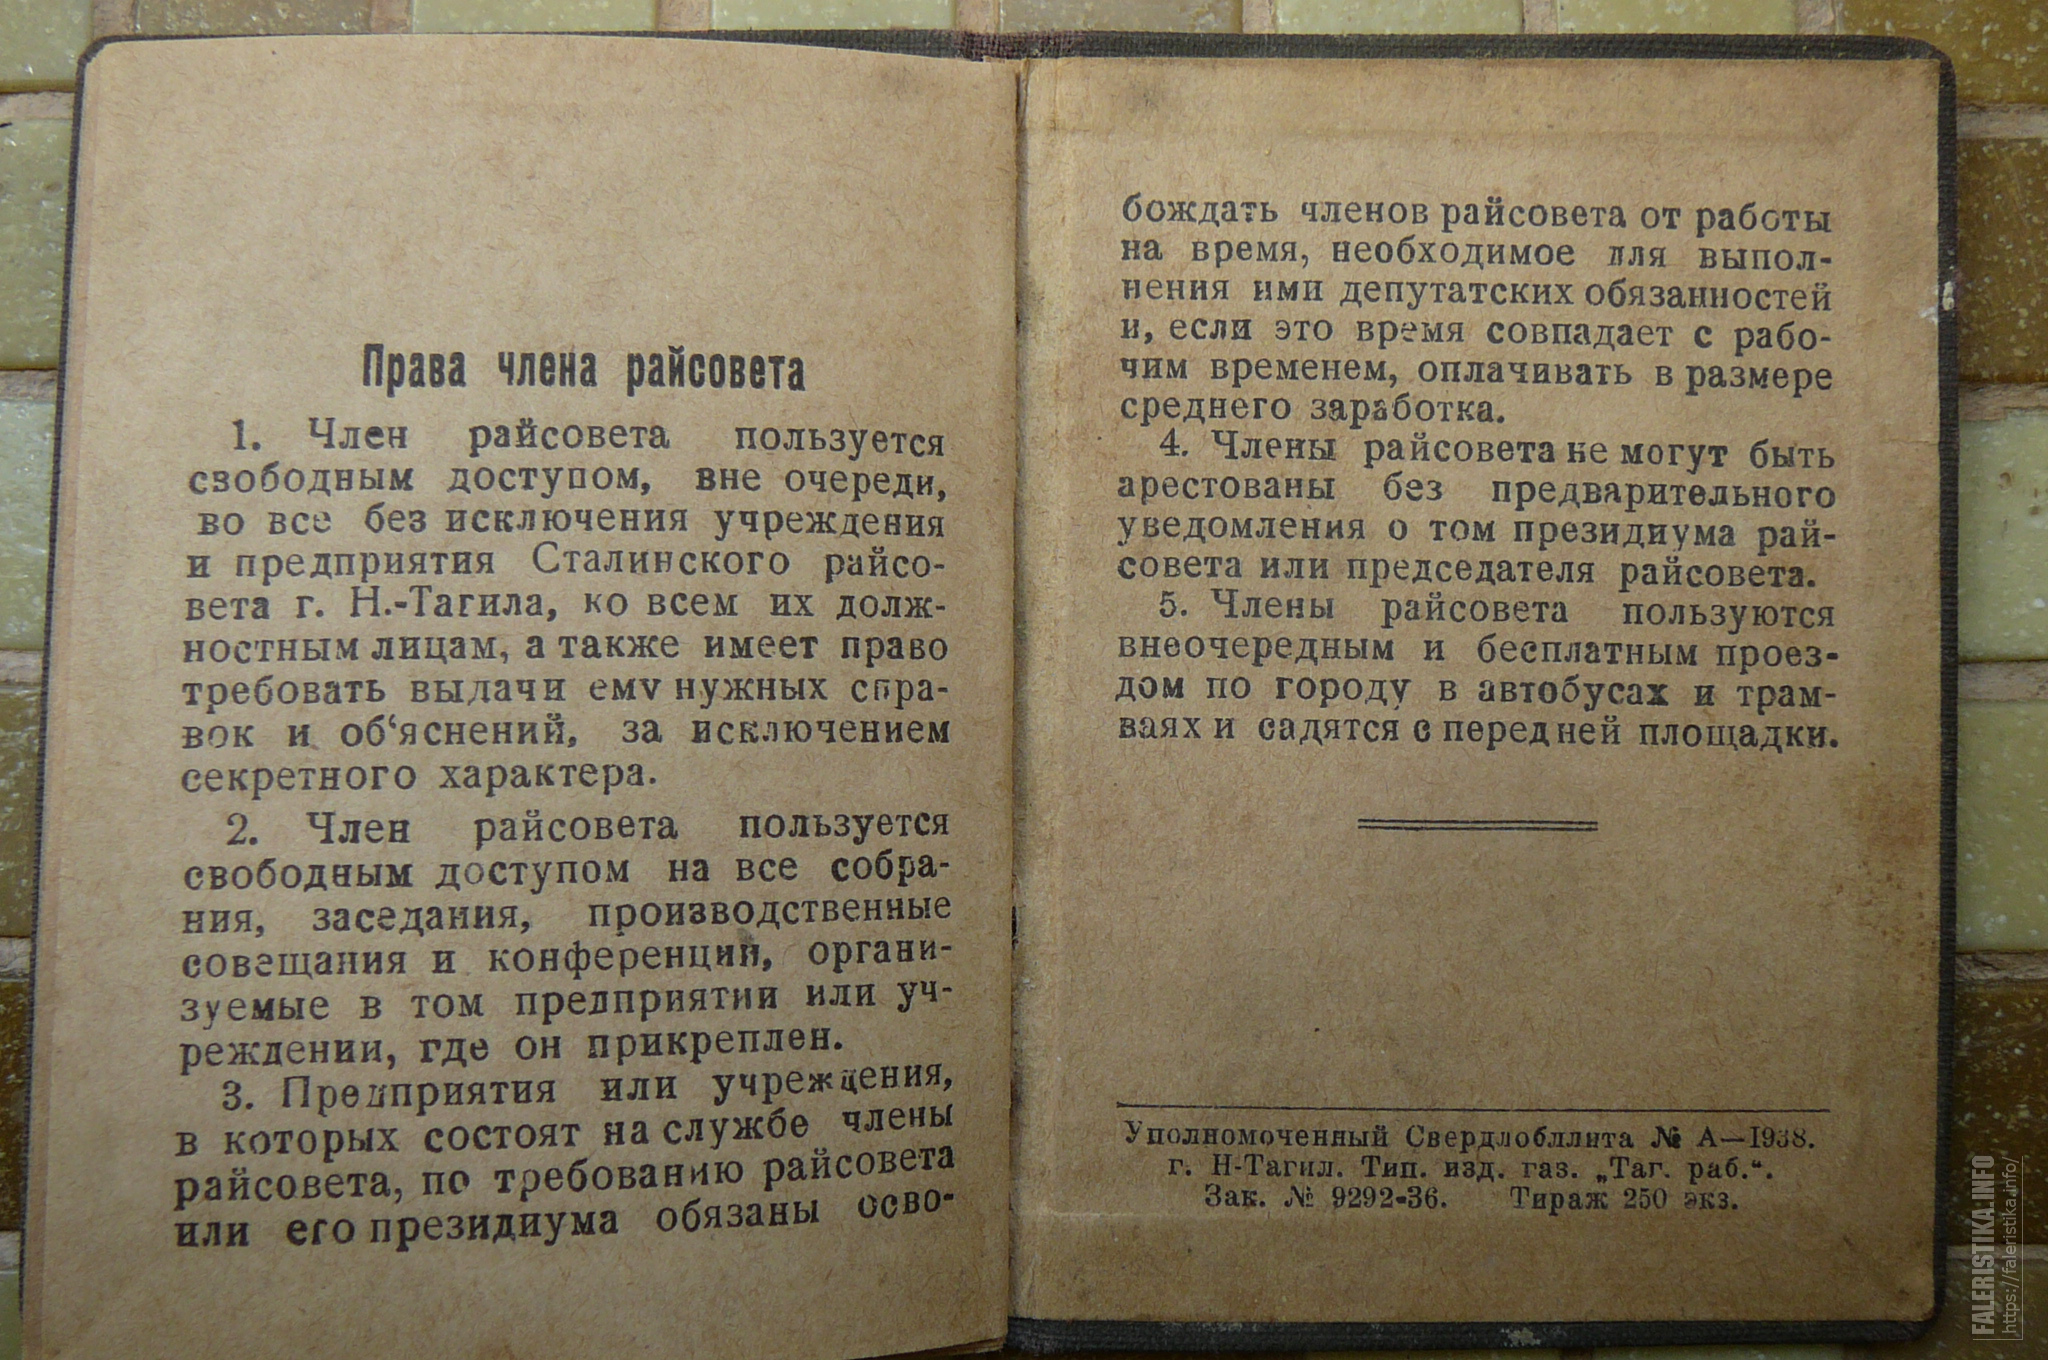 Права члена райсовета
1. Член райсовета пользуется
свободным доступом, вне очереди,
во все без исключения учреждения
и предприятия Сталинского райсо-
вета г. Н.-Тагила, ко всем их долж-
ностным лицам, а также имеет право
требовать выдачи ему нужных спра-
вок и об‘яснений, за исключением
секретного характера.
2. Член райсовета пользуется
свободным доступом на все собра-
ния, заседания, производственные
совещания и конференции, органи-
зуемые в том предприятии или уч-
реждении, где он прикреплен.
3. Предприятия или учреждения,
в которых состоят на службе члены
райсовета, по требованию райсовета
или его президиума обязаны осво-
бождать членов райсовета от работы
на время, необходимое для выпол-
нения ими депутатских обязанностей
и, если это время совпадает с рабо-
чим временем, оплачивать в размере
среднего заработка.
4. Члены райсовета не могут быть
арестованы без предварительного
уведомления о том президиума рай-
совета или председателя райсовета.
5. Члены райсовета пользуются
внеочередным и бесплатным проез-
дом по городу в автобусах и трам-
ваях и садятся с передней площадки.
Уполномоченный Свердлобллита № А—1938.
г. Н-Тагил. Тип. изд. газ. „Таг. раб.“.
Зак. № 9292-36. Тираж 250 экз.
FALERISTIKA.INFO
https://faleristika.info/